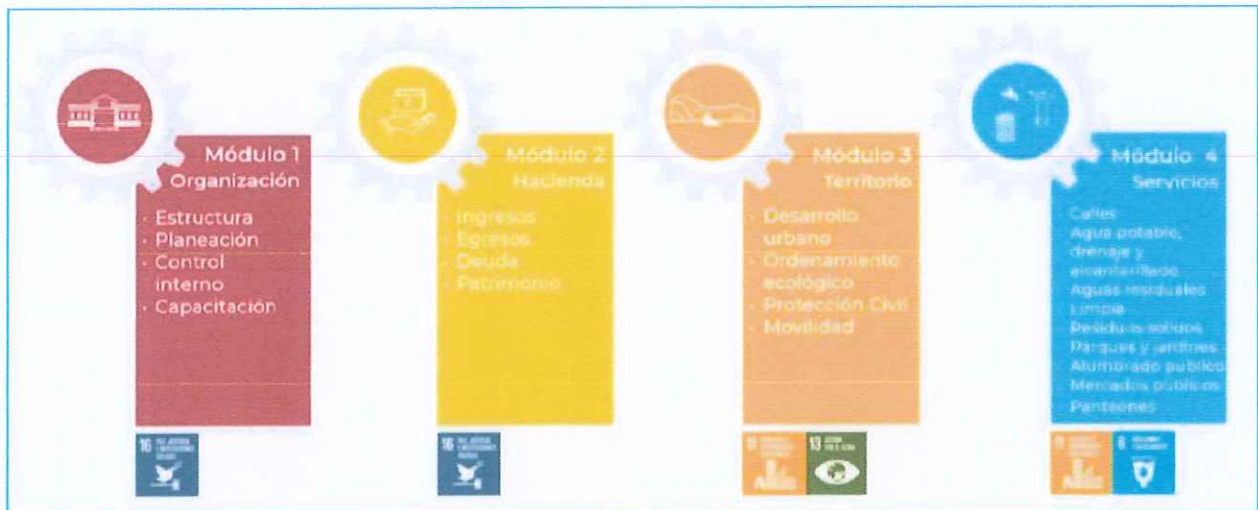 Módulo 1
Organización
· Estructura
· Planeación
· Control
interno
· Capacitación
16
Módulo 2
Hacienda
· Ingresos
· Egresos
· Deuda
· Patrimonio
16
Módulo 3
Territorio
· Desarrollo
urbano
· Ordenamiento
ecológico
· Protección Civil
· Movilidad
11
13
Módulo 4
Servicios
Calles
Agua potable,
drenaje y
alcantarillado
Aguas residuales
Limpia
Residuos sólidos
Parques y jardines
Alumbrado público
Mercados públicos
Panteones
11
6